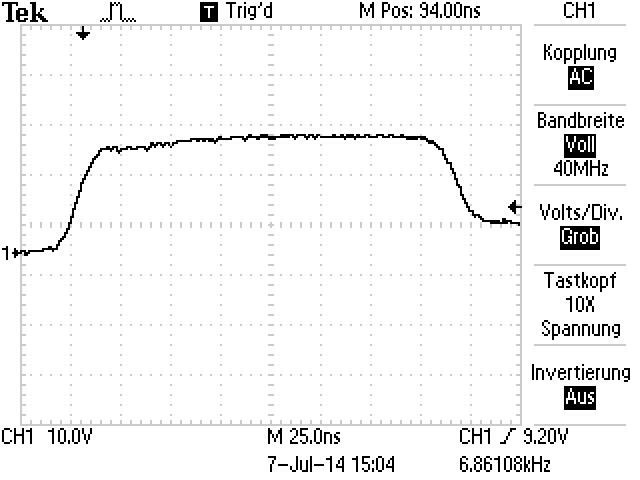 Tek T Trig'd M Pos: 94.00ns CH1
Kopplung
AC
Bandbreite
Voll
40MHz
Volts/Div.
Grob
Tastkopf
10X
Spannung
Invertierung
Aus
1
CH1 10.0V M 25.0ns CH1 9.20V
7-Jul-14 15:04 6.86108kHz